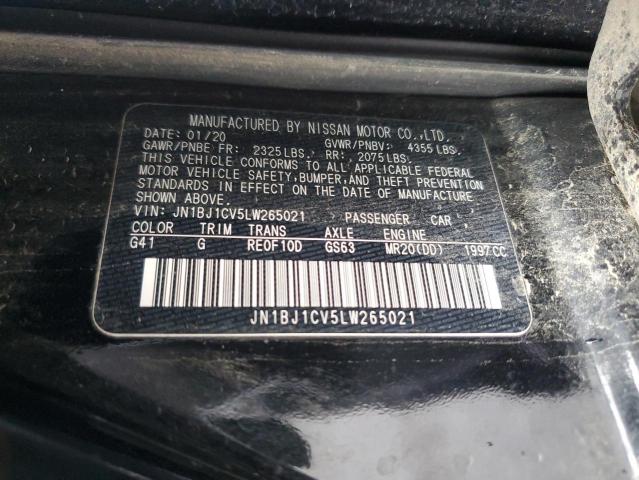 MANUFACTURED BY NISSAN MOTOR CO.,LTD.
DATE: 01/20 GVWR/PNBV: 4355 LBS.
GAWR/PNBE FR: 2325 LBS. RR: 2075 LBS.
THIS VEHICLE CONFORMS TO ALL APPLICABLE FEDERAL
MOTOR VEHICLE SAFETY,BUMPER,AND THEFT PREVENTION
STANDARDS IN EFFECT ON THE DATE OF MANUFACTURE
SHOWN ABOVE.
VIN: JN1BJ1CV5LW265021 PASSENGER CAR
COLOR TRIM TRANS AXLE ENGINE
G41 G RE0F10D GS63 MR20(DD) 1997CC
JN1BJ1CV5LW265021